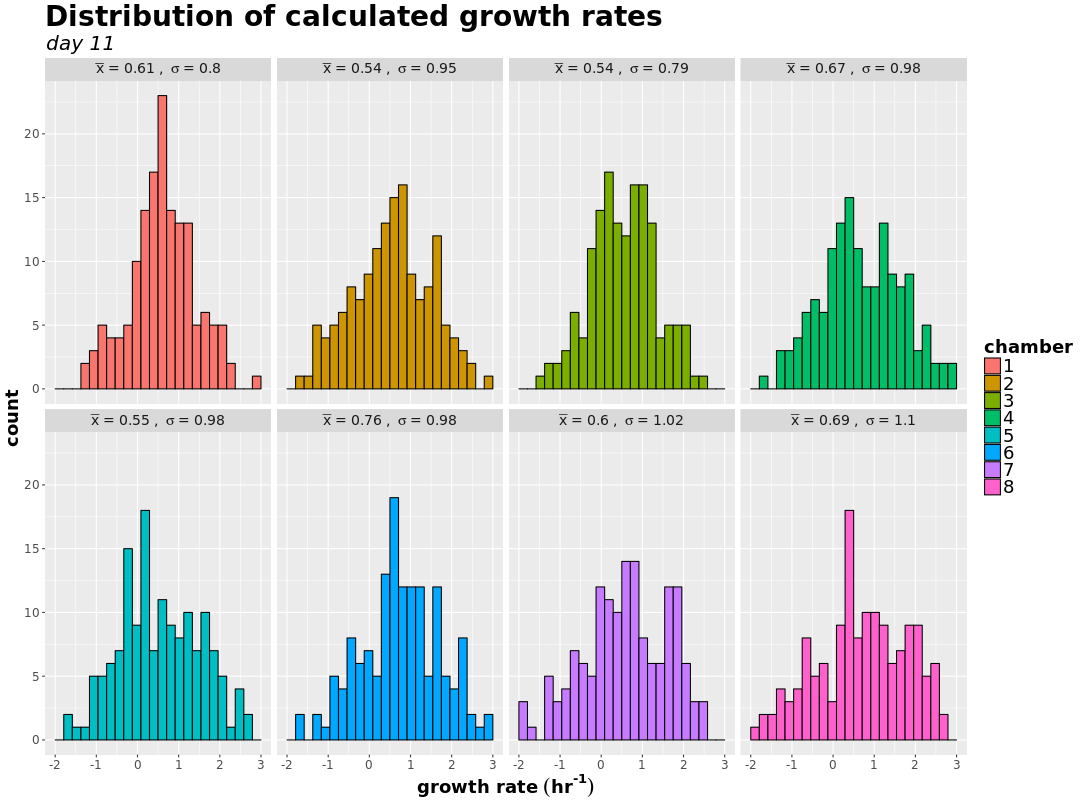 Distribution of calculated growth rates
day 11
x̅ = 0.61 , σ = 0.8
x̅ = 0.54 , σ = 0.95
x̅ = 0.54 , σ = 0.79
x̅ = 0.67 , σ = 0.98
20
15
10
5
0
x̅ = 0.55 , σ = 0.98
x̅ = 0.76 , σ = 0.98
x̅ = 0.6 , σ = 1.02
x̅ = 0.69 , σ = 1.1
20
15
10
5
0
-2 -1 0 1 2 3
-2 -1 0 1 2 3
-2 -1 0 1 2 3
-2 -1 0 1 2 3
count
growth rate (hr⁻¹)
chamber
1
2
3
4
5
6
7
8